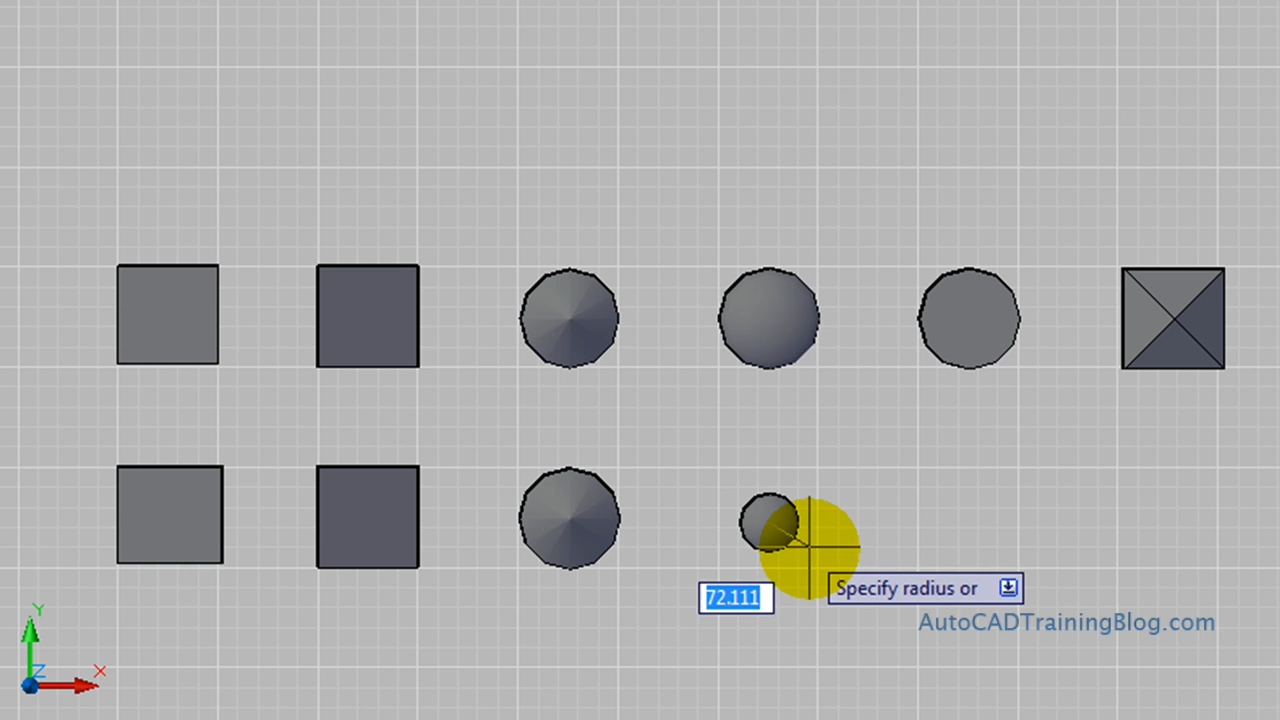 72.111
Specify radius or
AutoCADTrainingBlog.com
Y
Z
X